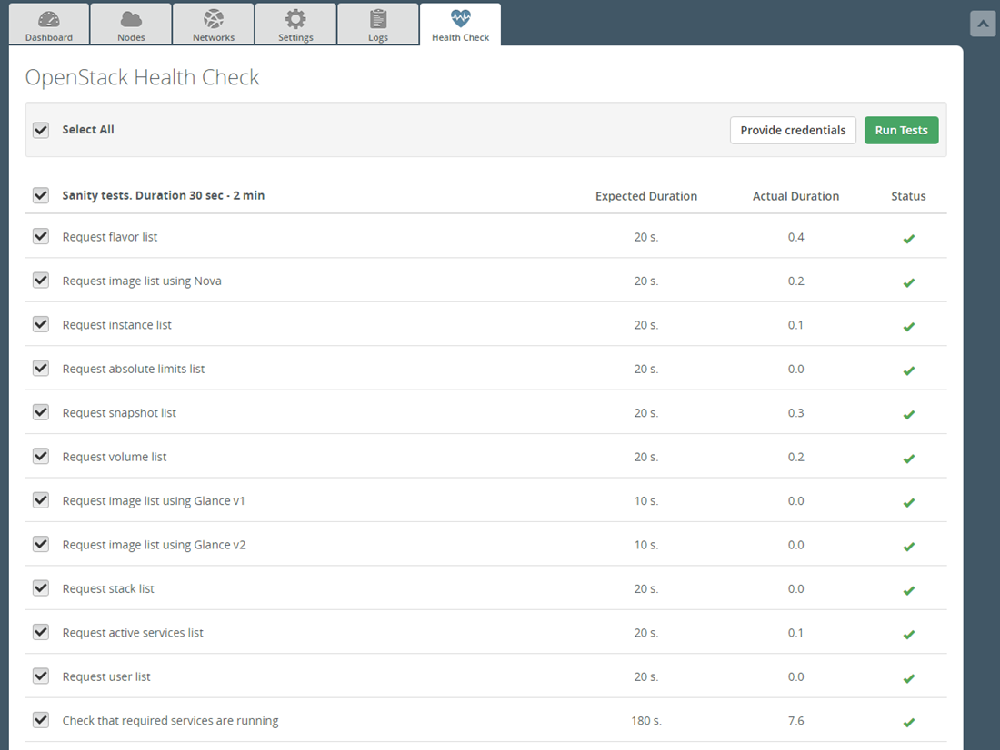 Dashboard Nodes Networks Settings Logs Health Check
OpenStack Health Check
Select All Provide credentials Run Tests
Sanity tests. Duration 30 sec - 2 min Expected Duration Actual Duration Status
Request flavor list 20 s. 0.4
Request image list using Nova 20 s. 0.2
Request instance list 20 s. 0.1
Request absolute limits list 20 s. 0.0
Request snapshot list 20 s. 0.3
Request volume list 20 s. 0.2
Request image list using Glance v1 10 s. 0.0
Request image list using Glance v2 10 s. 0.0
Request stack list 20 s. 0.0
Request active services list 20 s. 0.1
Request user list 20 s. 0.0
Check that required services are running 180 s. 7.6